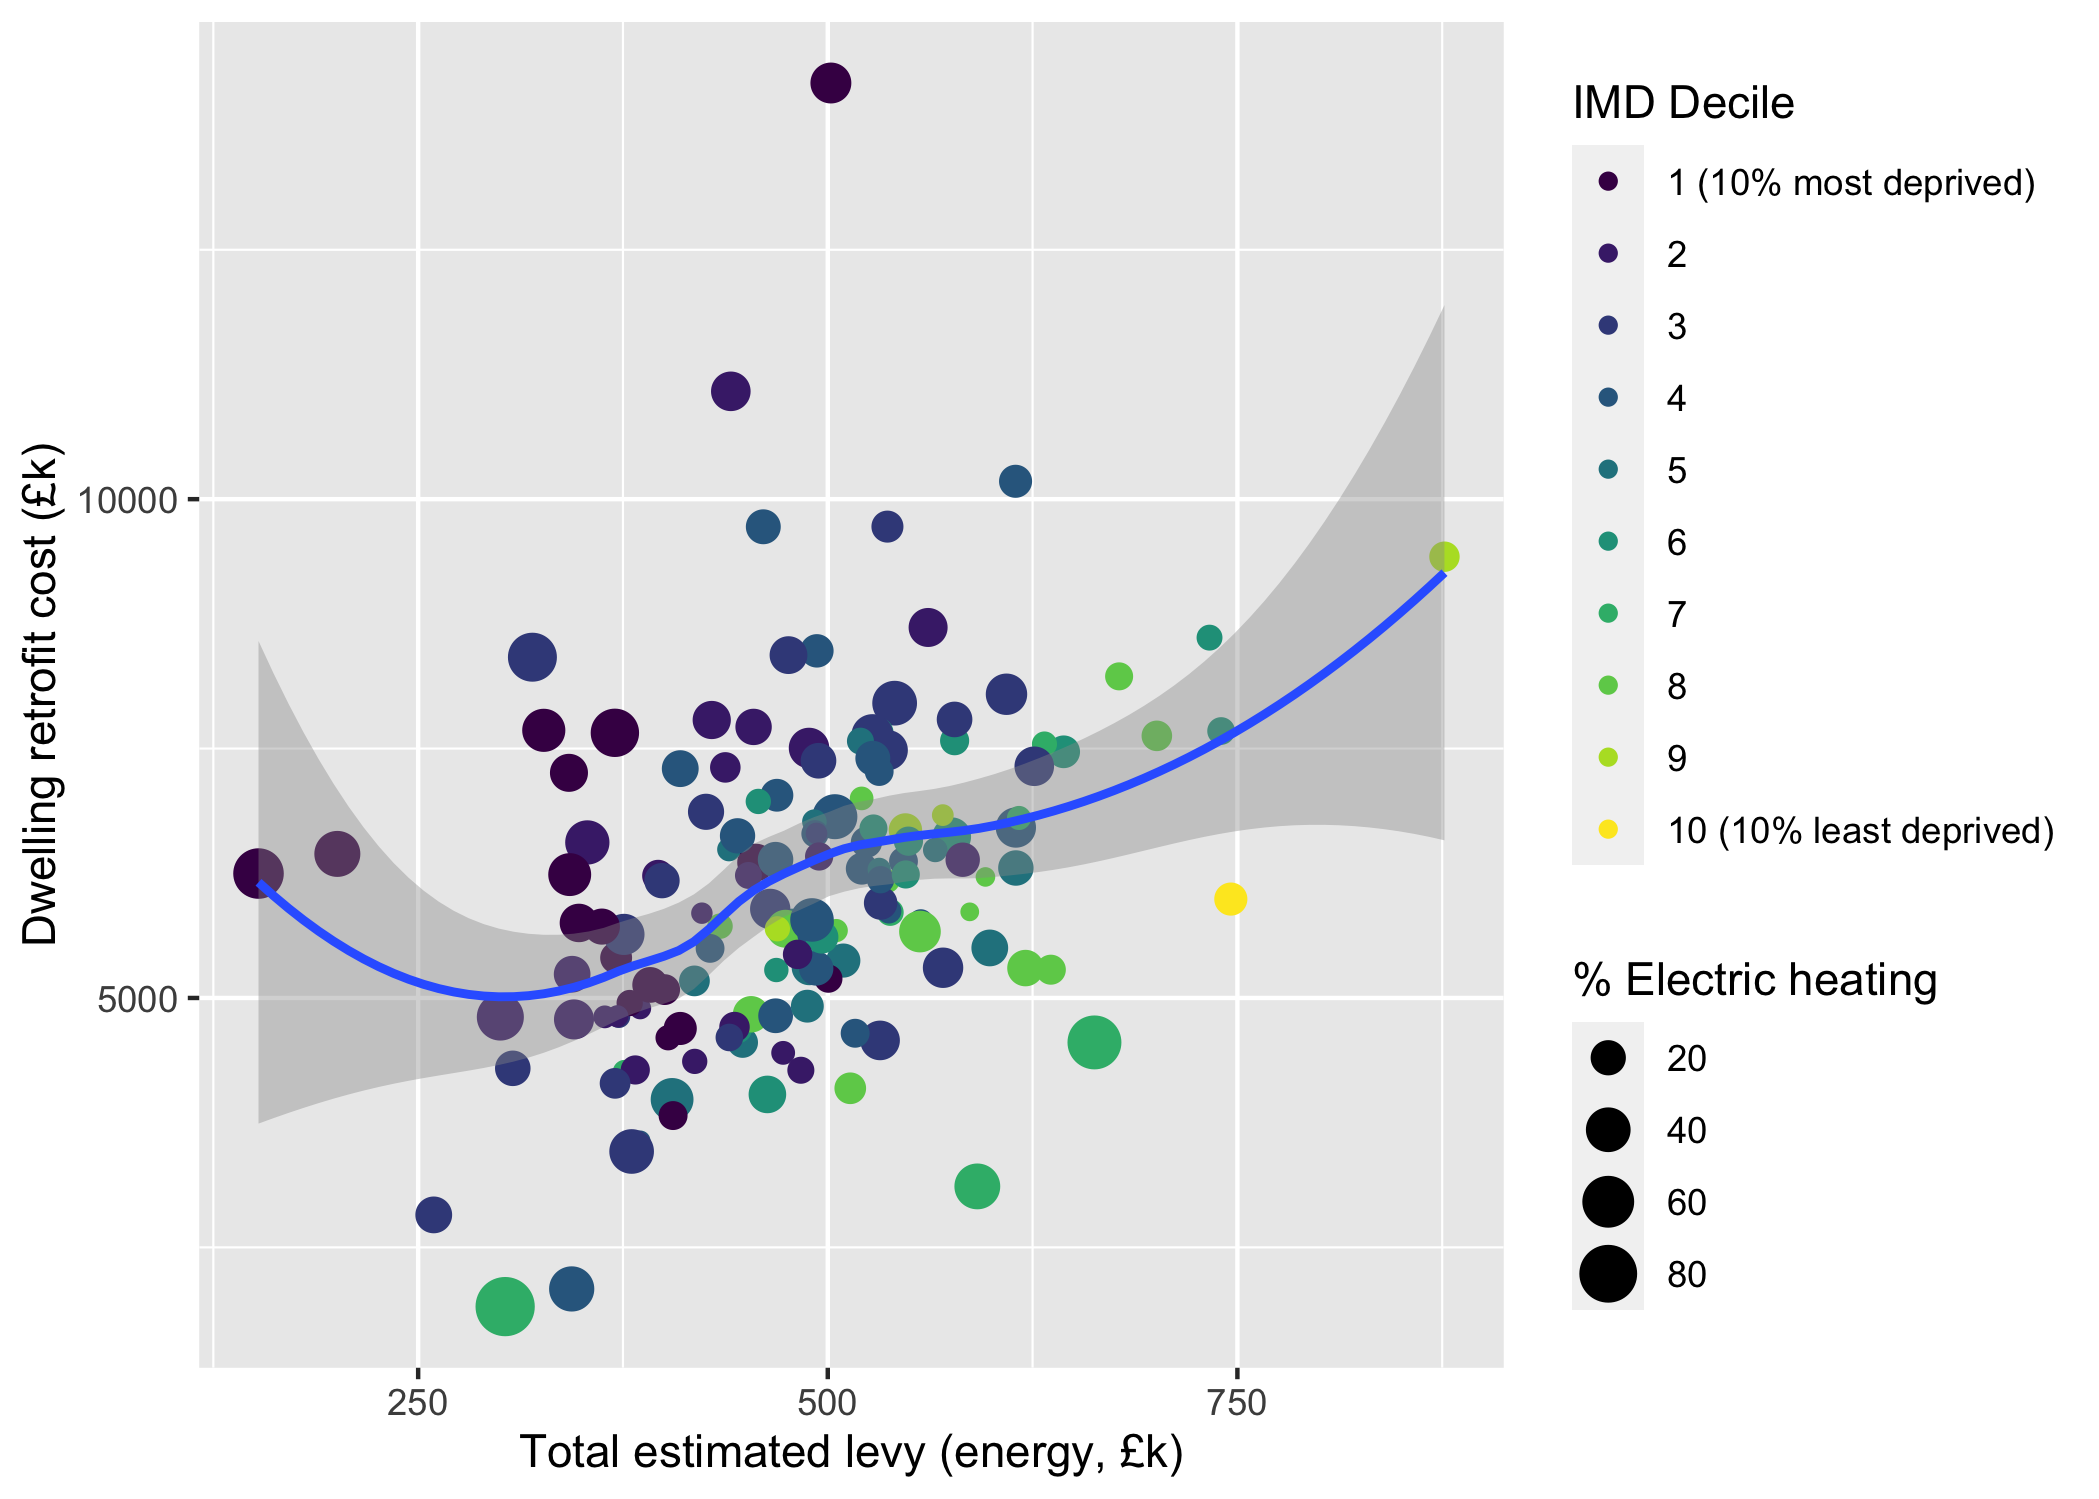 Dwelling retrofit cost (£k)
10000
5000
250
500
750
Total estimated levy (energy, £k)
IMD Decile
1 (10% most deprived)
2
3
4
5
6
7
8
9
10 (10% least deprived)
% Electric heating
20
40
60
80